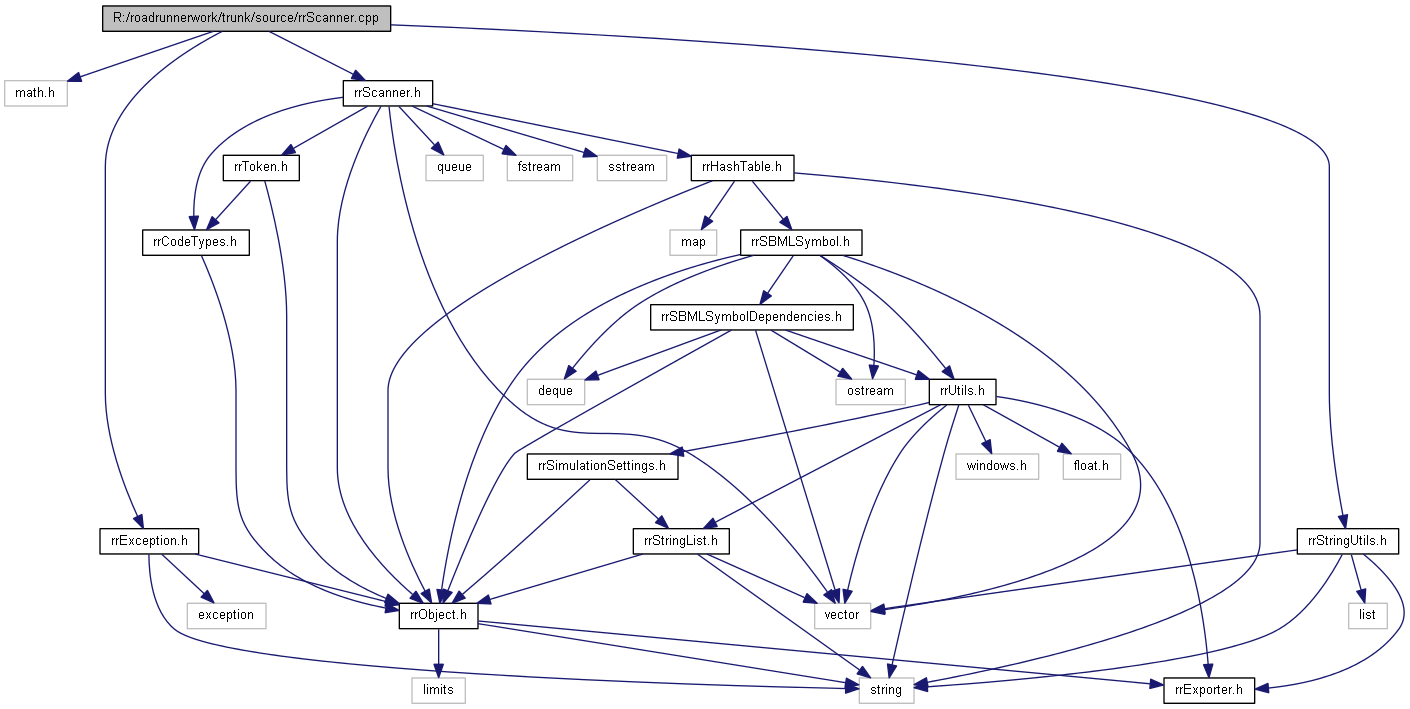 R:/roadrunnerwork/trunk/source/rrScanner.cpp
math.h
rrScanner.h
rrToken.h
queue
fstream
sstream
rrHashTable.h
rrCodeTypes.h
map
rrSBMLSymbol.h
rrSBMLSymbolDependencies.h
deque
ostream
rrUtils.h
rrSimulationSettings.h
windows.h
float.h
rrException.h
rrStringList.h
rrStringUtils.h
exception
rrObject.h
vector
list
limits
string
rrExporter.h